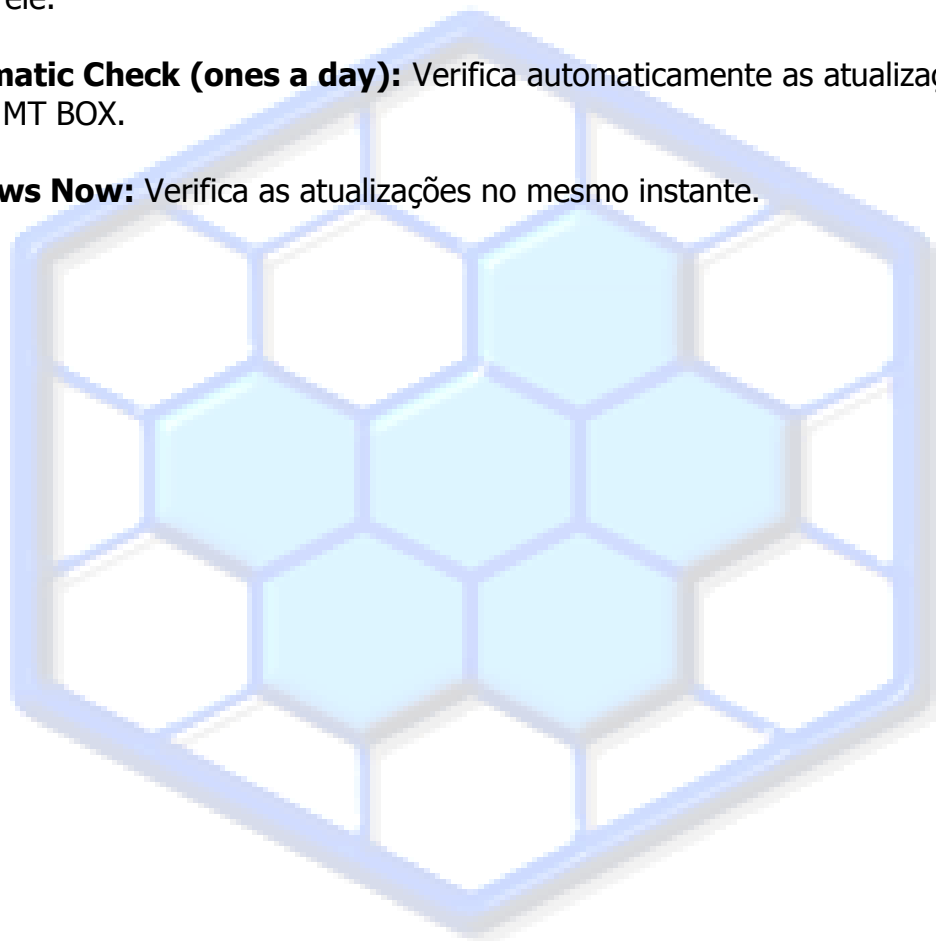 ele.
matic Check (ones a day): Verifica automaticamente as atualizaç
MT BOX.
ws Now: Verifica as atualizações no mesmo instante.